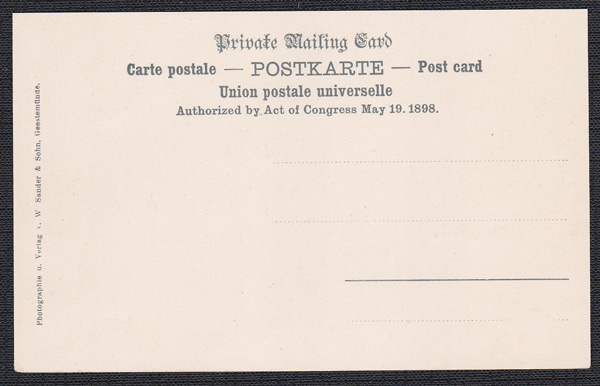 Private Mailing Card
Carte postale — POSTKARTE — Post card
Union postale universelle
Authorized by Act of Congress May 19. 1898.
Photographie u. Verlag v. W. Sander & Sohn, Geestemünde.